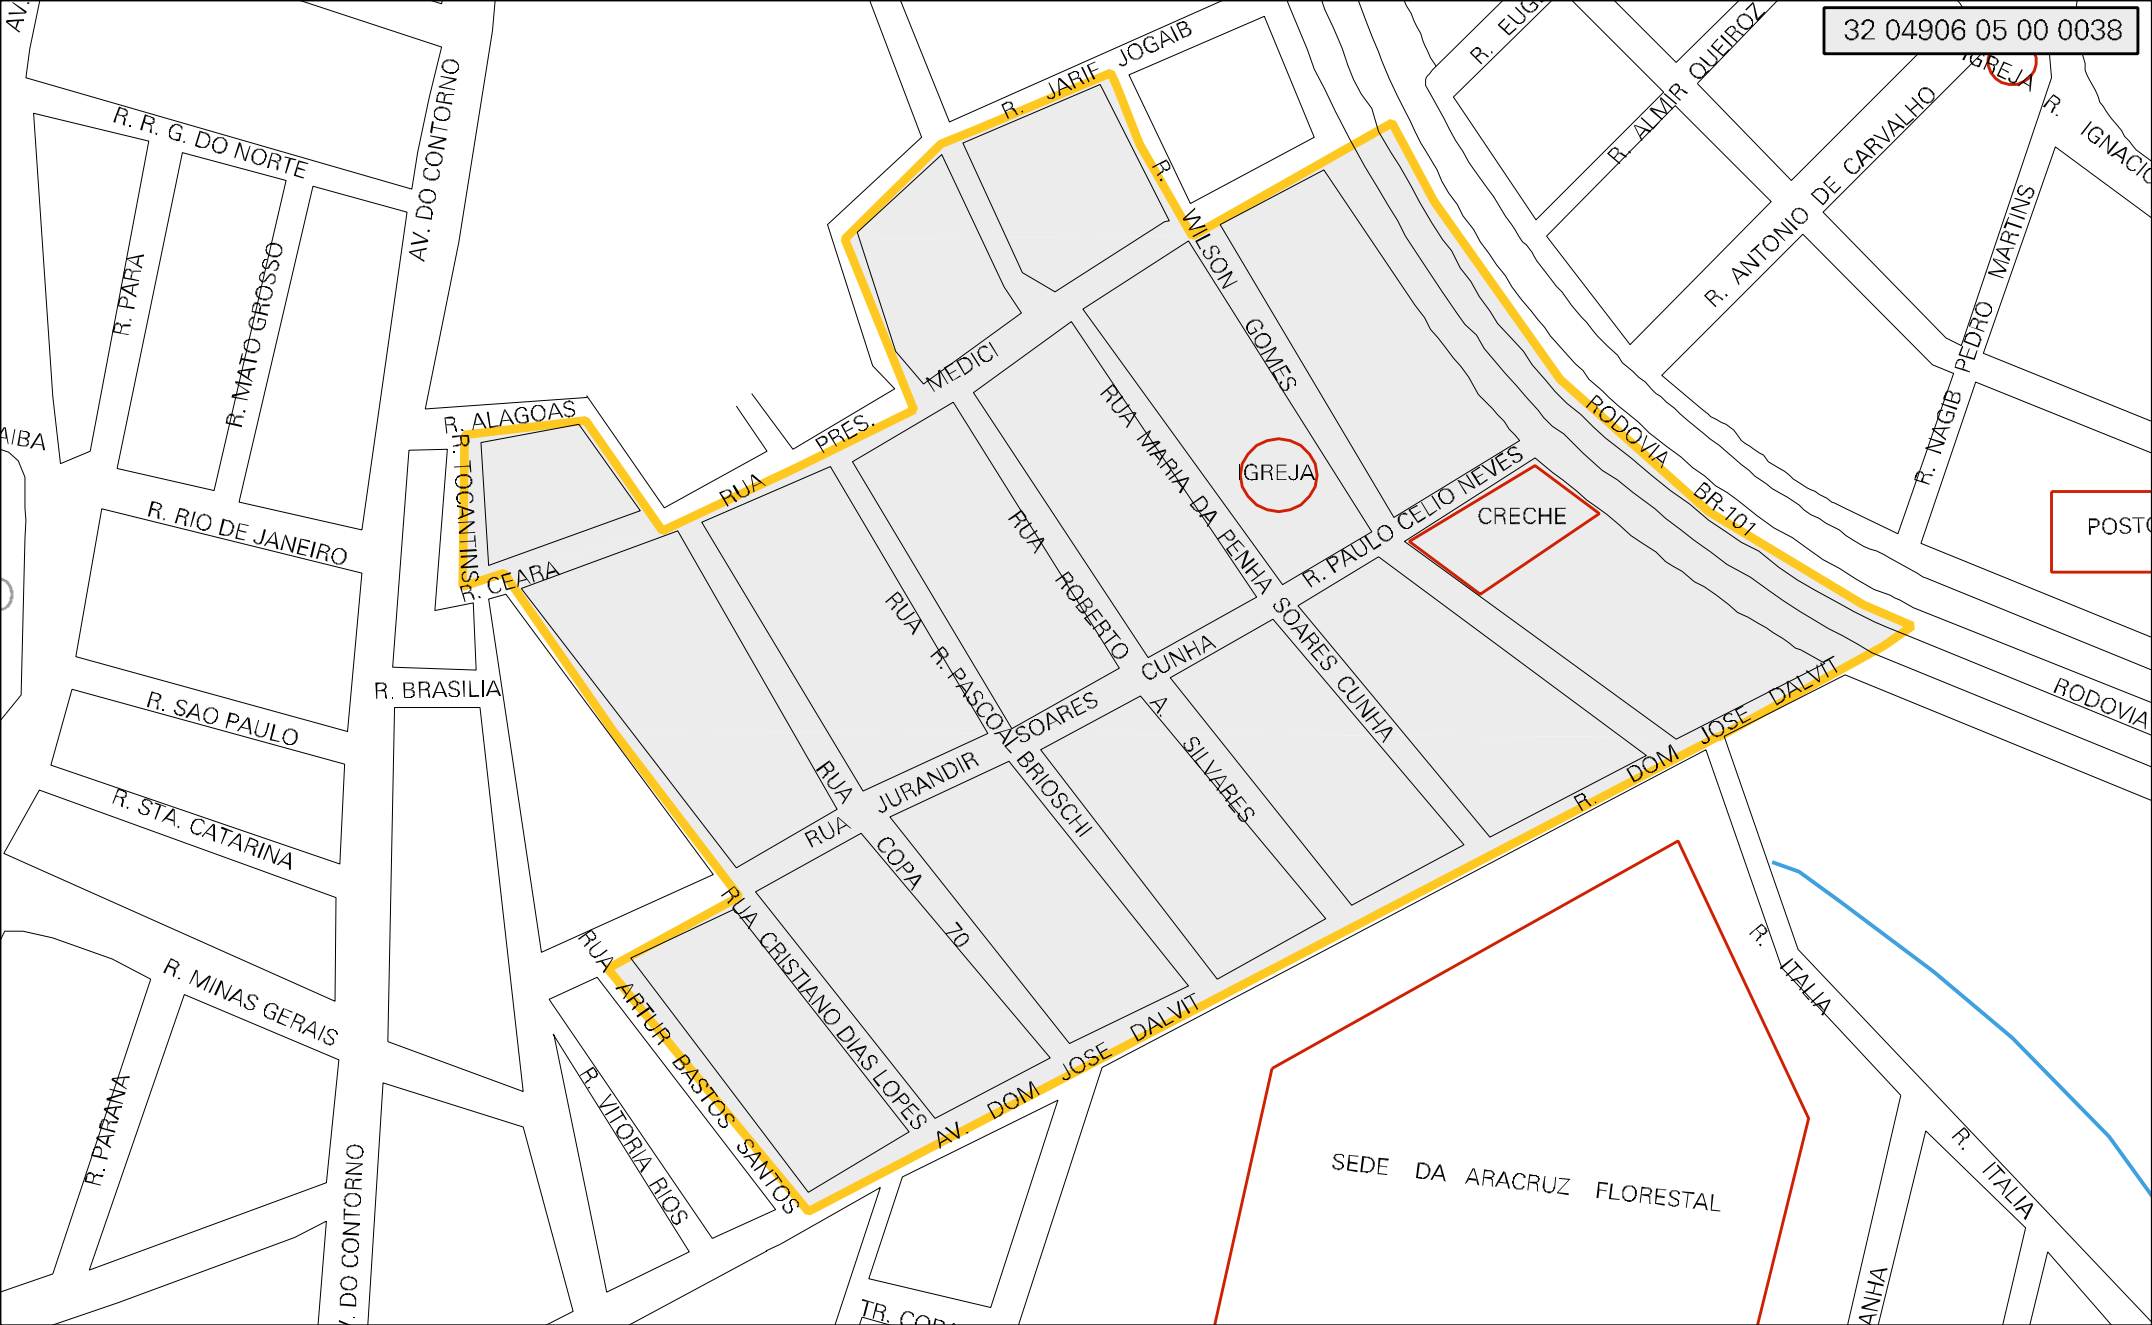 32 04906 05 00 0038
AV.
R. R. G. DO NORTE
AV. DO CONTORNO
R. JARIF JOGAIB
R. ALMIR QUEIROZ
IGREJA
R. IGNACIO
R. ANTONIO DE CARVALHO
R. NAGIB PEDRO MARTINS
R. PARA
R. MATO GROSSO
R. WILSON GOMES
R. ALAGOAS
R. TOCANTINS
R. CEARA
RUA PRES. MEDICI
RODOVIA BR-101
RUA MARIA DA PENHA SOARES CUNHA
IGREJA
CRECHE
POSTO
R. PAULO CELIO NEVES
R. RIO DE JANEIRO
R. BRASILIA
R. SAO PAULO
RUA R. PASCOAL BRIOSCHI
RUA ROBERTO A. SILVARES
RUA JURANDIR SOARES CUNHA
RUA COPA 70
R. DOM JOSE DALVIT
RODOVIA
R. STA. CATARINA
R. MINAS GERAIS
RUA CRISTIANO DIAS LOPES
RUA ARTUR BASTOS SANTOS
AV. DOM JOSE DALVIT
R. ITALIA
R. PARANA
R. VITORIA RIOS
DO CONTORNO
SEDE DA ARACRUZ FLORESTAL
R. ITALIA